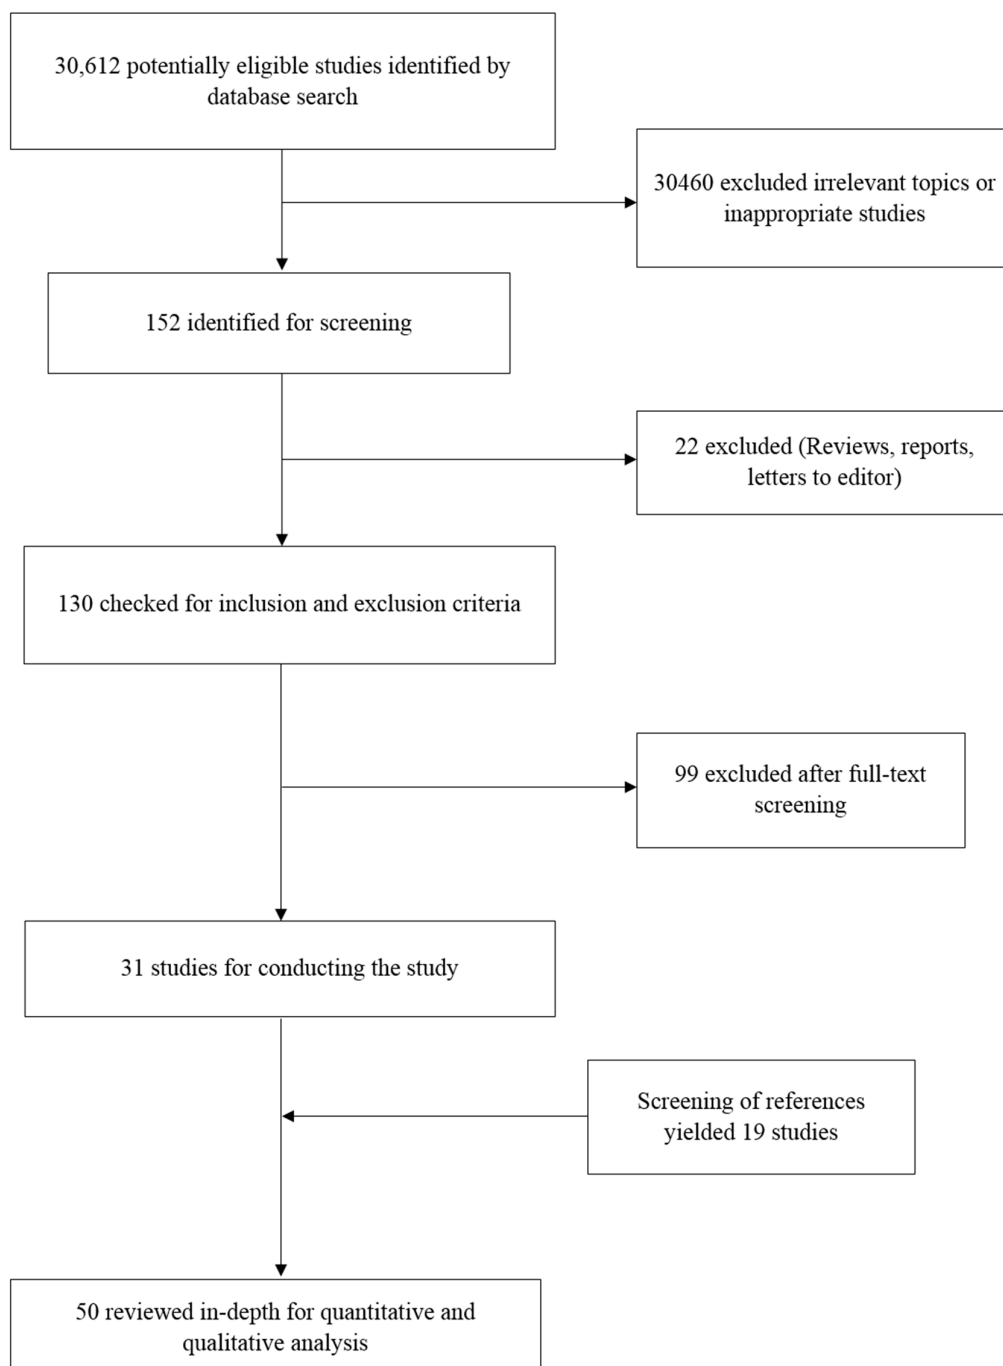 30,612 potentially eligible studies identified by
database search
30460 excluded irrelevant topics or
inappropriate studies
152 identified for screening
22 excluded (Reviews, reports,
letters to editor)
130 checked for inclusion and exclusion criteria
99 excluded after full-text
screening
31 studies for conducting the study
Screening of references
yielded 19 studies
50 reviewed in-depth for quantitative and
qualitative analysis